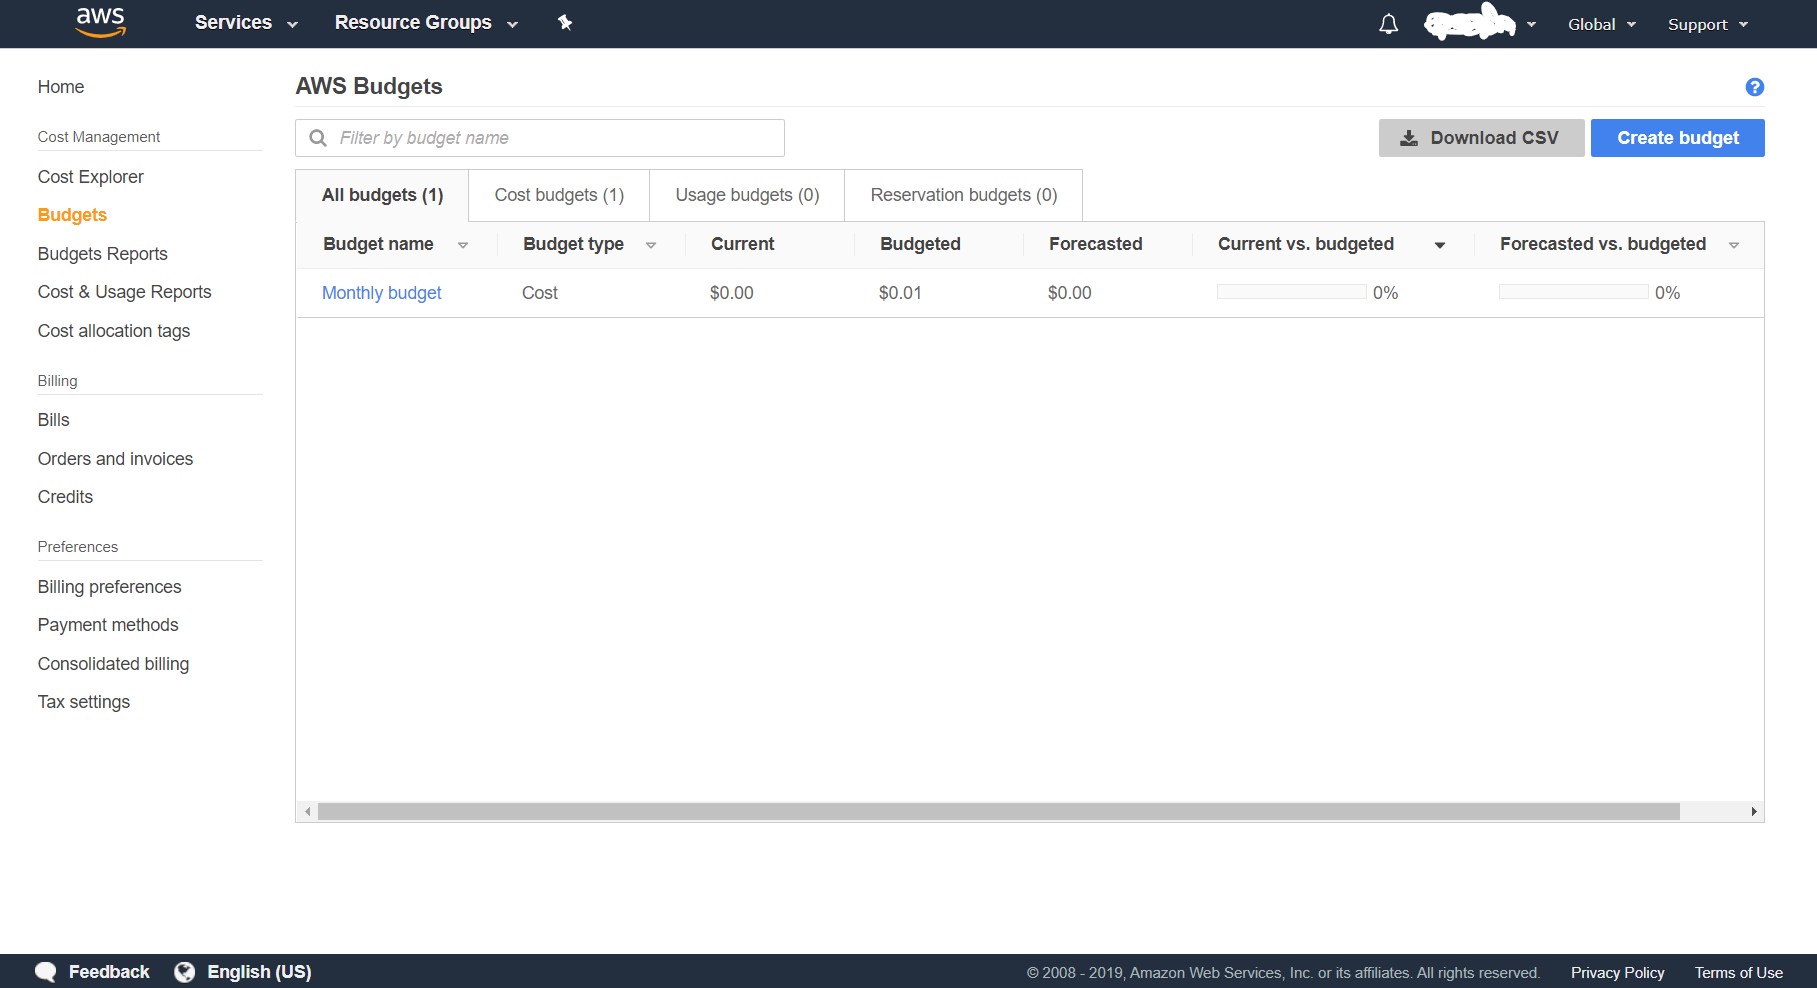 aws Services Resource Groups Global Support
Home
Cost Management
Cost Explorer
Budgets
Budgets Reports
Cost & Usage Reports
Cost allocation tags
Billing
Bills
Orders and invoices
Credits
Preferences
Billing preferences
Payment methods
Consolidated billing
Tax settings
AWS Budgets ?
Filter by budget name Download CSV Create budget
All budgets (1) Cost budgets (1) Usage budgets (0) Reservation budgets (0)
Budget name Budget type Current Budgeted Forecasted Current vs. budgeted Forecasted vs. budgeted
Monthly budget Cost $0.00 $0.01 $0.00 0% 0%
Feedback English (US) © 2008 - 2019, Amazon Web Services, Inc. or its affiliates. All rights reserved. Privacy Policy Terms of Use